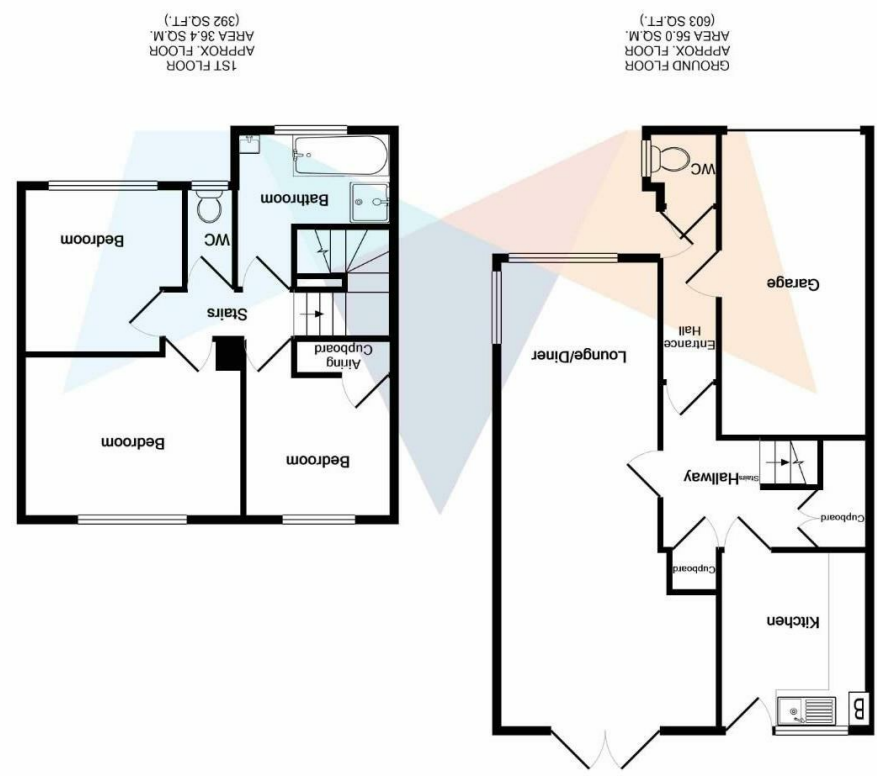 B
Kitchen
Cupboard
Cupboard
Stairs
Hallway
Entrance
Hall
Lounge/Diner
Garage
WC
GROUND FLOOR
APPROX. FLOOR
AREA 56.0 SQ.M.
(603 SQ.FT.)
Bedroom
Bedroom
Airing
Cupboard
Stairs
Bedroom
WC
Bathroom
1ST FLOOR
APPROX. FLOOR
AREA 36.4 SQ.M.
(392 SQ.FT.)